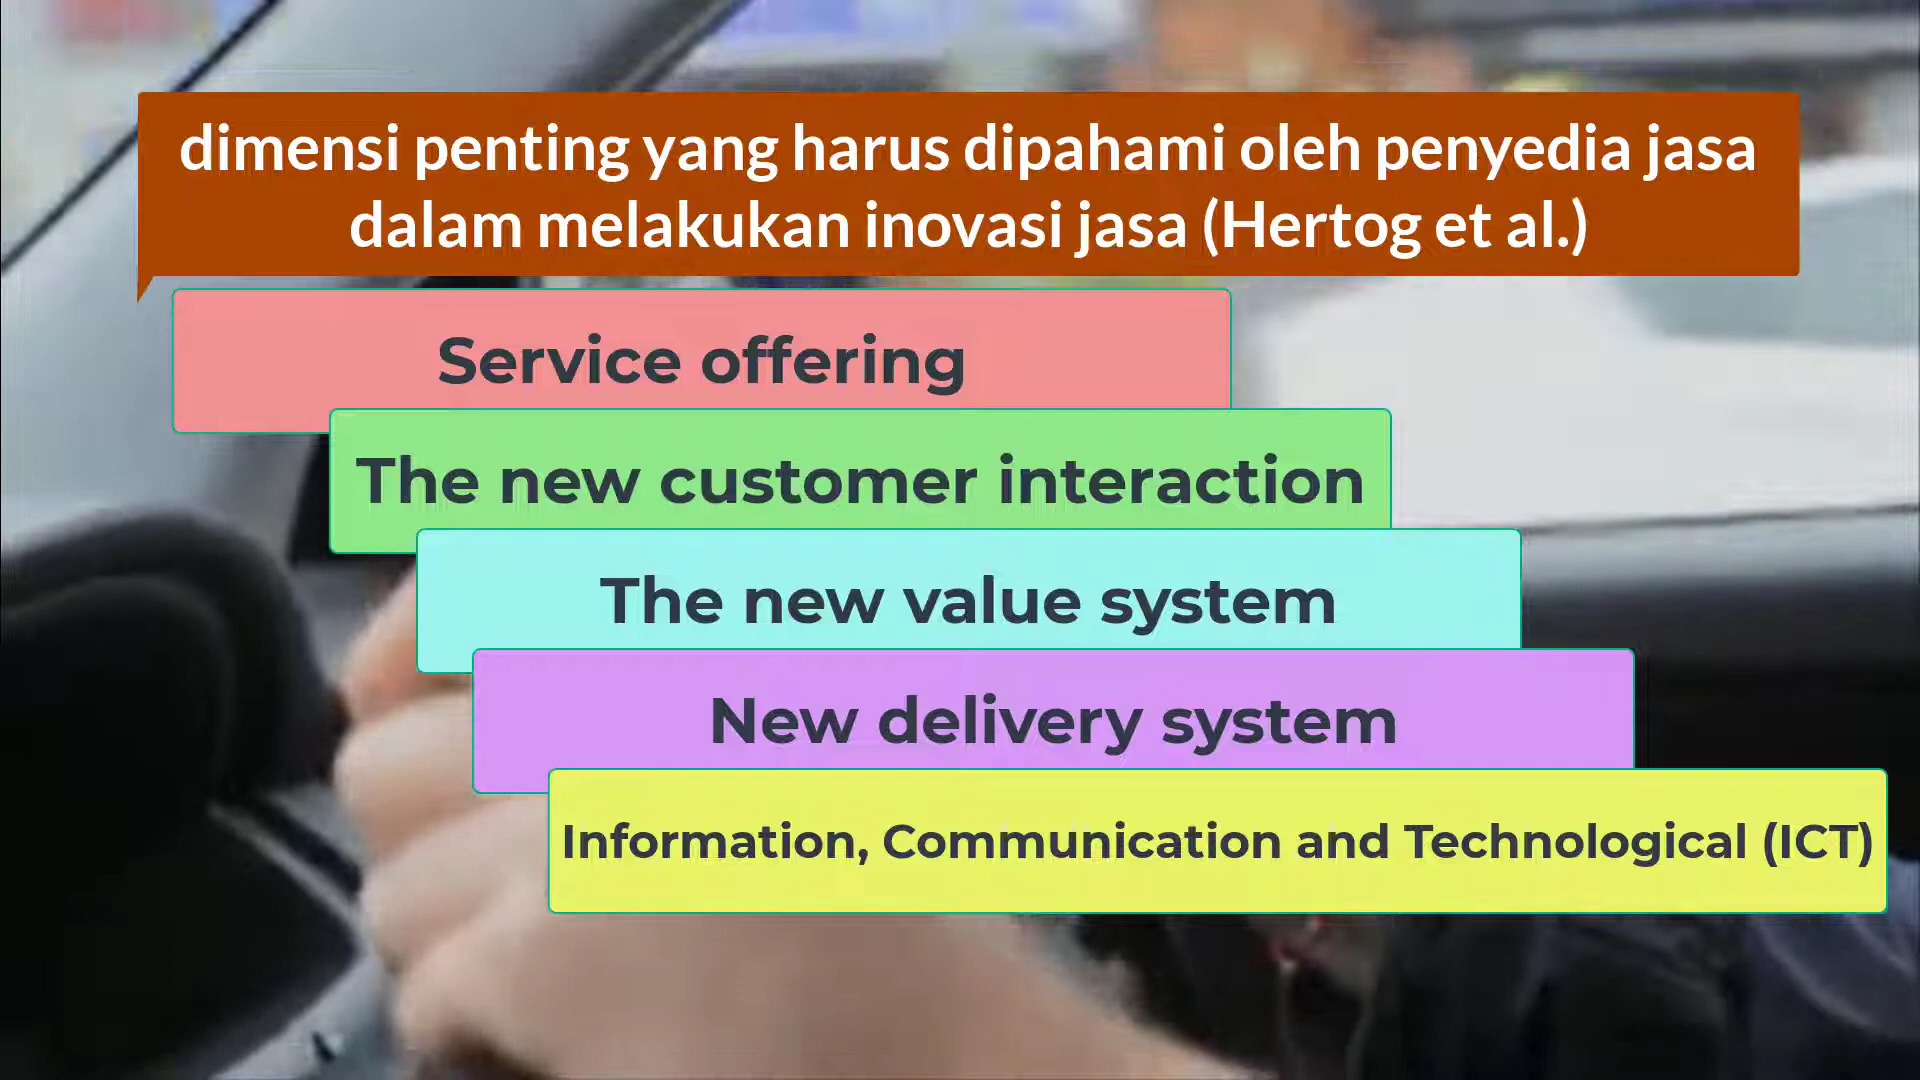 dimensi penting yang harus dipahami oleh penyedia jasa
dalam melakukan inovasi jasa (Hertog et al.)
Service offering
The new customer interaction
The new value system
New delivery system
Information, Communication and Technological (ICT)